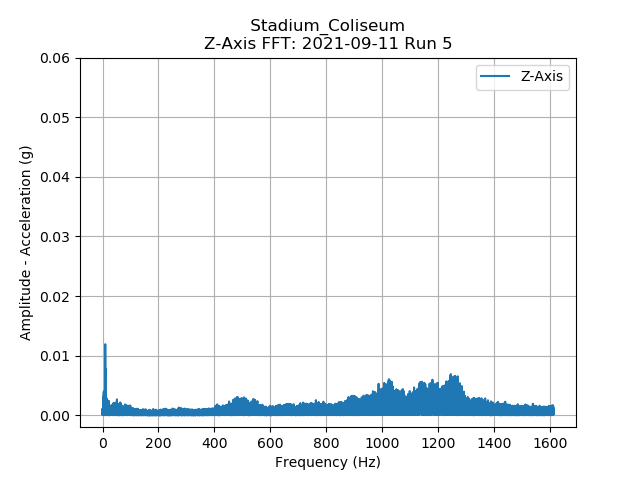 Stadium_Coliseum
Z-Axis FFT: 2021-09-11 Run 5
Z-Axis
Amplitude - Acceleration (g)
0.06
0.05
0.04
0.03
0.02
0.01
0.00
0 200 400 600 800 1000 1200 1400 1600
Frequency (Hz)